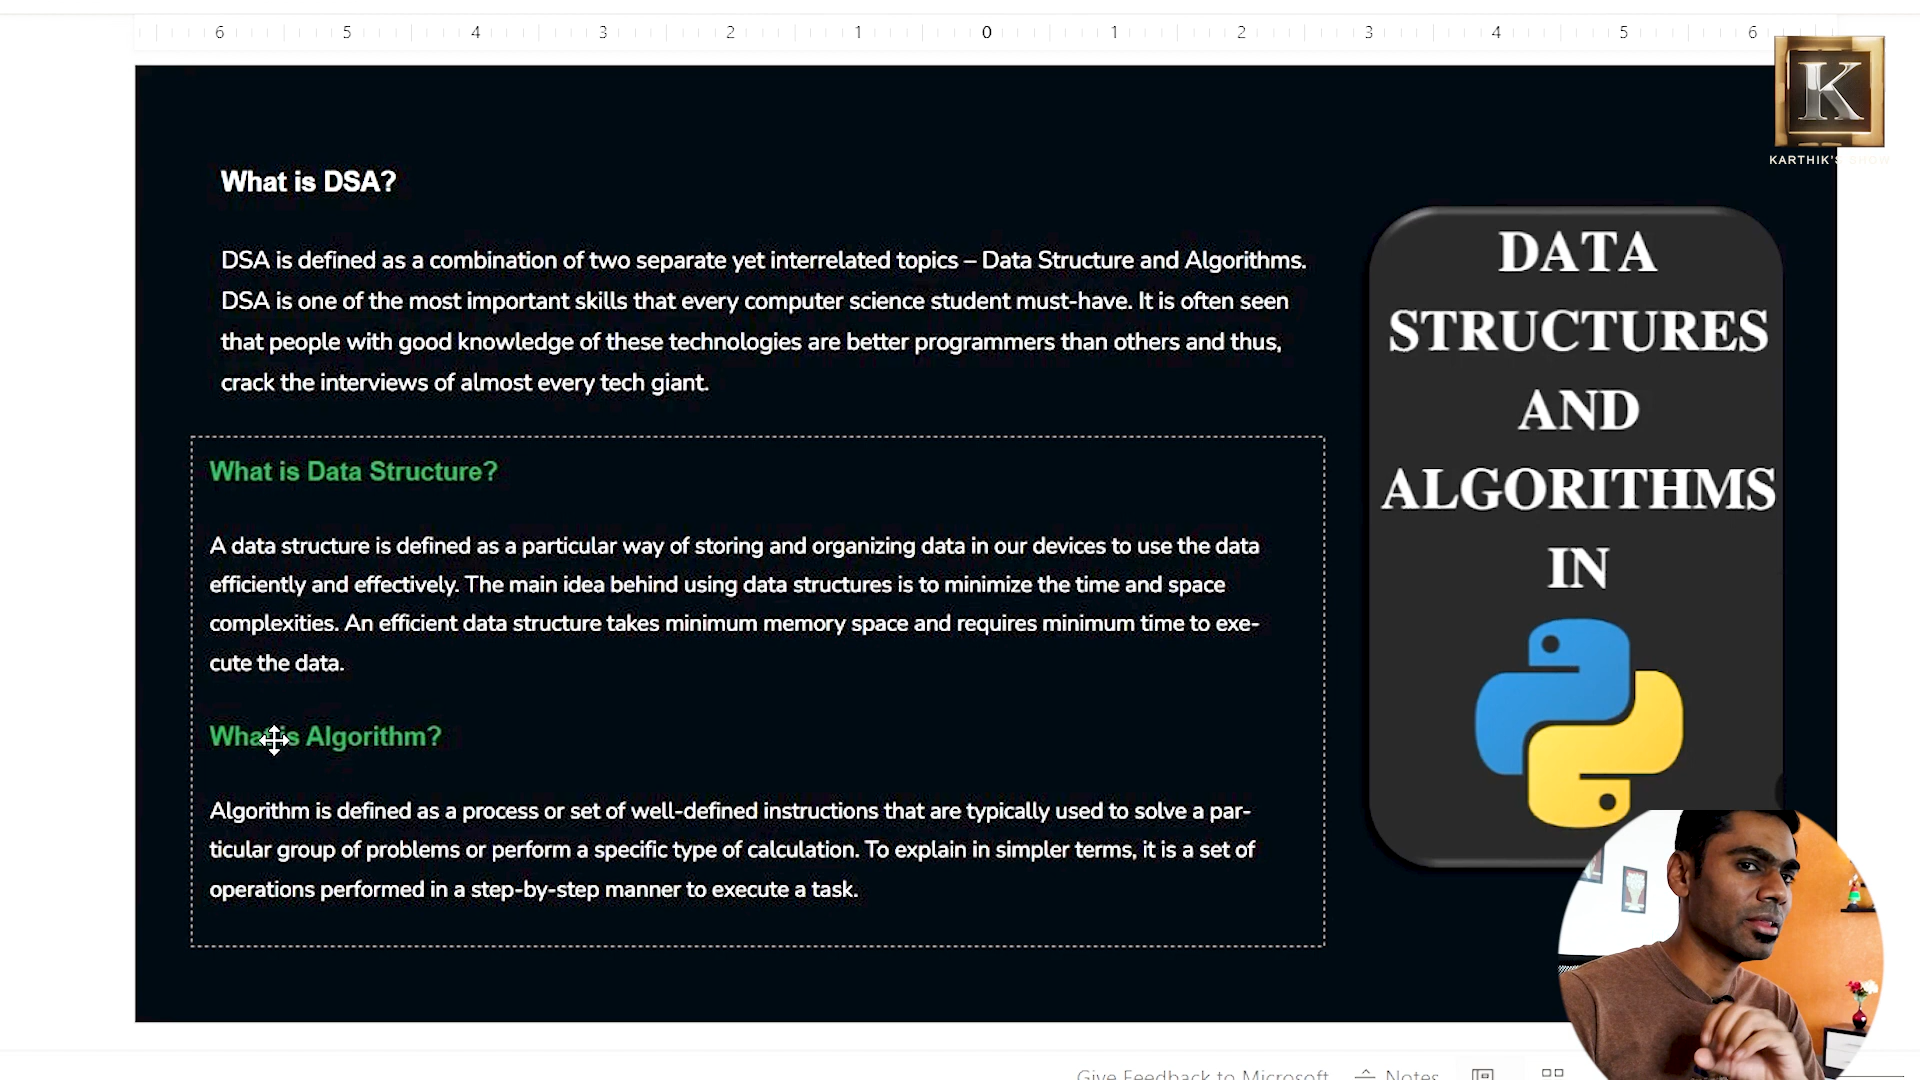 6 5 4 3 2 1 0 1 2 3 4 5 6
K
KARTHIK'S SHOW
What is DSA?
DSA is defined as a combination of two separate yet interrelated topics – Data Structure and Algorithms.
DSA is one of the most important skills that every computer science student must-have. It is often seen
that people with good knowledge of these technologies are better programmers than others and thus,
crack the interviews of almost every tech giant.
What is Data Structure?
A data structure is defined as a particular way of storing and organizing data in our devices to use the data
efficiently and effectively. The main idea behind using data structures is to minimize the time and space
complexities. An efficient data structure takes minimum memory space and requires minimum time to exe-
cute the data.
What is Algorithm?
Algorithm is defined as a process or set of well-defined instructions that are typically used to solve a par-
ticular group of problems or perform a specific type of calculation. To explain in simpler terms, it is a set of
operations performed in a step-by-step manner to execute a task.
DATA
STRUCTURES
AND
ALGORITHMS
IN
Give Feedback to Microsoft Notes